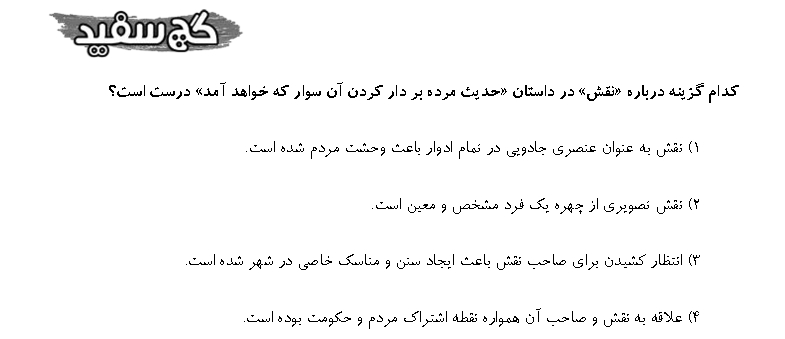 گچ سفید
کدام گزینه درباره «نقش» در داستان «حدیث مرده بر دار کردن آن سوار که خواهد آمد» درست است؟
۱) نقش به عنوان عنصری جادویی در تمام ادوار باعث وحشت مردم شده است.
۲) نقش تصویری از چهره یک فرد مشخص و معین است.
۳) انتظار کشیدن برای صاحب نقش باعث ایجاد سنن و مناسک خاصی در شهر شده است.
۴) علاقه به نقش و صاحب آن همواره نقطه اشتراک مردم و حکومت بوده است.